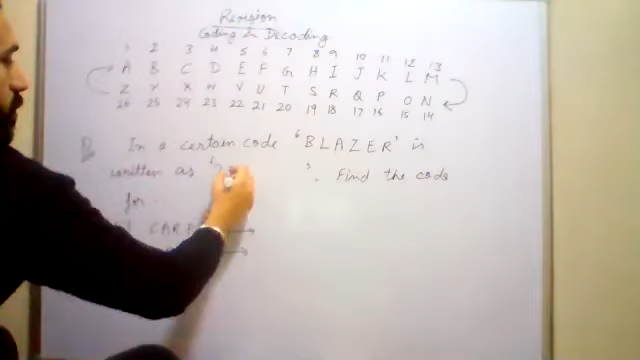 Revision
Coding & Decoding
1 2 3 4 5 6 7 8 9 10 11 12 13
A B C D E F G H I J K L M
Z Y X W V U T S R Q P O N
26 25 24 23 22 21 20 19 18 17 16 15 14
Q. In a certain code 'BLAZER' is
written as ' '. Find the code
for
CAR